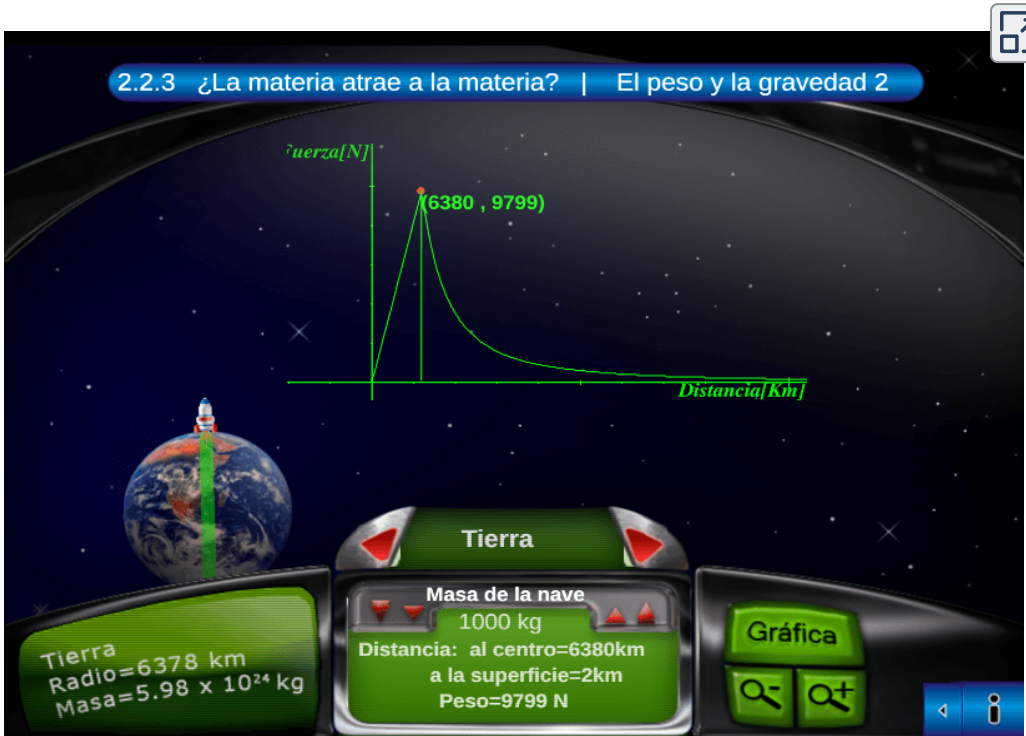 2.2.3 ¿La materia atrae a la materia? | El peso y la gravedad 2
Fuerza[N]
(6380 , 9799)
Distancia[Km]
Tierra
Masa de la nave
1000 kg
Distancia: al centro=6380km
a la superficie=2km
Peso=9799 N
Tierra
Radio=6378 km
Masa=5.98 x 10²⁴ kg
Gráfica